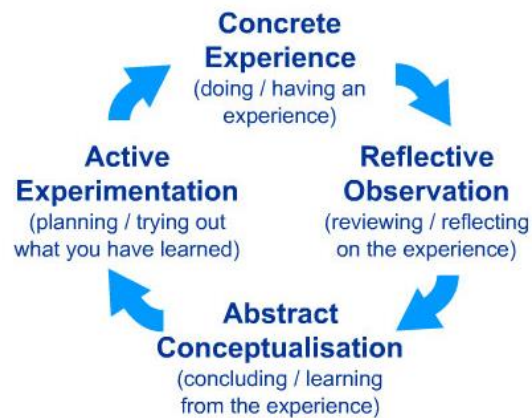 Concrete
Experience
(doing / having an
experience)
Reflective
Observation
(reviewing / reflecting
on the experience)
Abstract
Conceptualisation
(concluding / learning
from the experience)
Active
Experimentation
(planning / trying out
what you have learned)